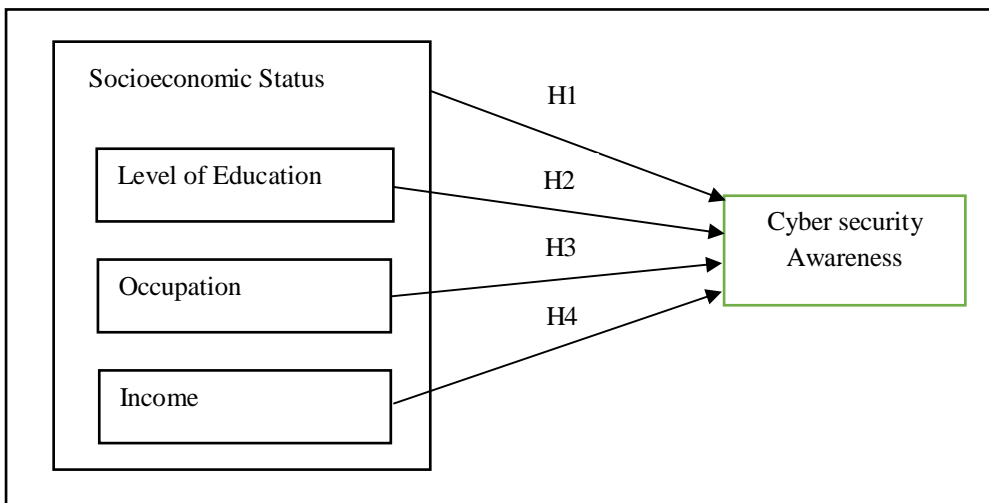 Socioeconomic Status
H1
Level of Education
H2
Cyber security
Awareness
H3
Occupation
H4
Income